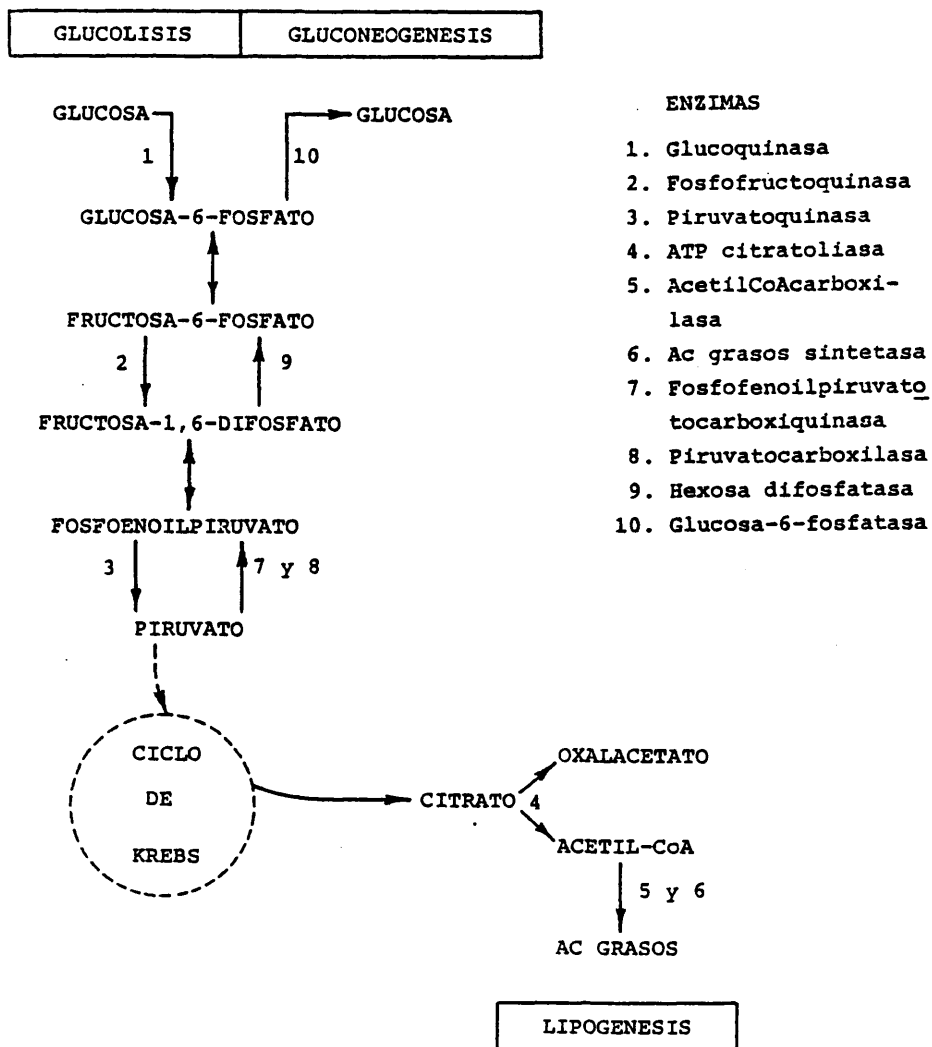 GLUCOLISIS GLUCONEOGENESIS
GLUCOSA GLUCOSA
1 10
GLUCOSA-6-FOSFATO
FRUCTOSA-6-FOSFATO
2 9
FRUCTOSA-1,6-DIFOSFATO
FOSFOENOILPIRUVATO
3 7 y 8
PIRUVATO
CICLO
DE
KREBS
CITRATO 4
OXALACETATO
ACETIL-CoA
5 y 6
AC GRASOS
LIPOGENESIS
ENZIMAS
1. Glucoquinasa
2. Fosfofructoquinasa
3. Piruvatoquinasa
4. ATP citratoliasa
5. AcetilCoAcarboxi-
lasa
6. Ac grasos sintetasa
7. Fosfofenoilpiruvato
tocarboxiquinasa
8. Piruvatocarboxilasa
9. Hexosa difosfatasa
10. Glucosa-6-fosfatasa